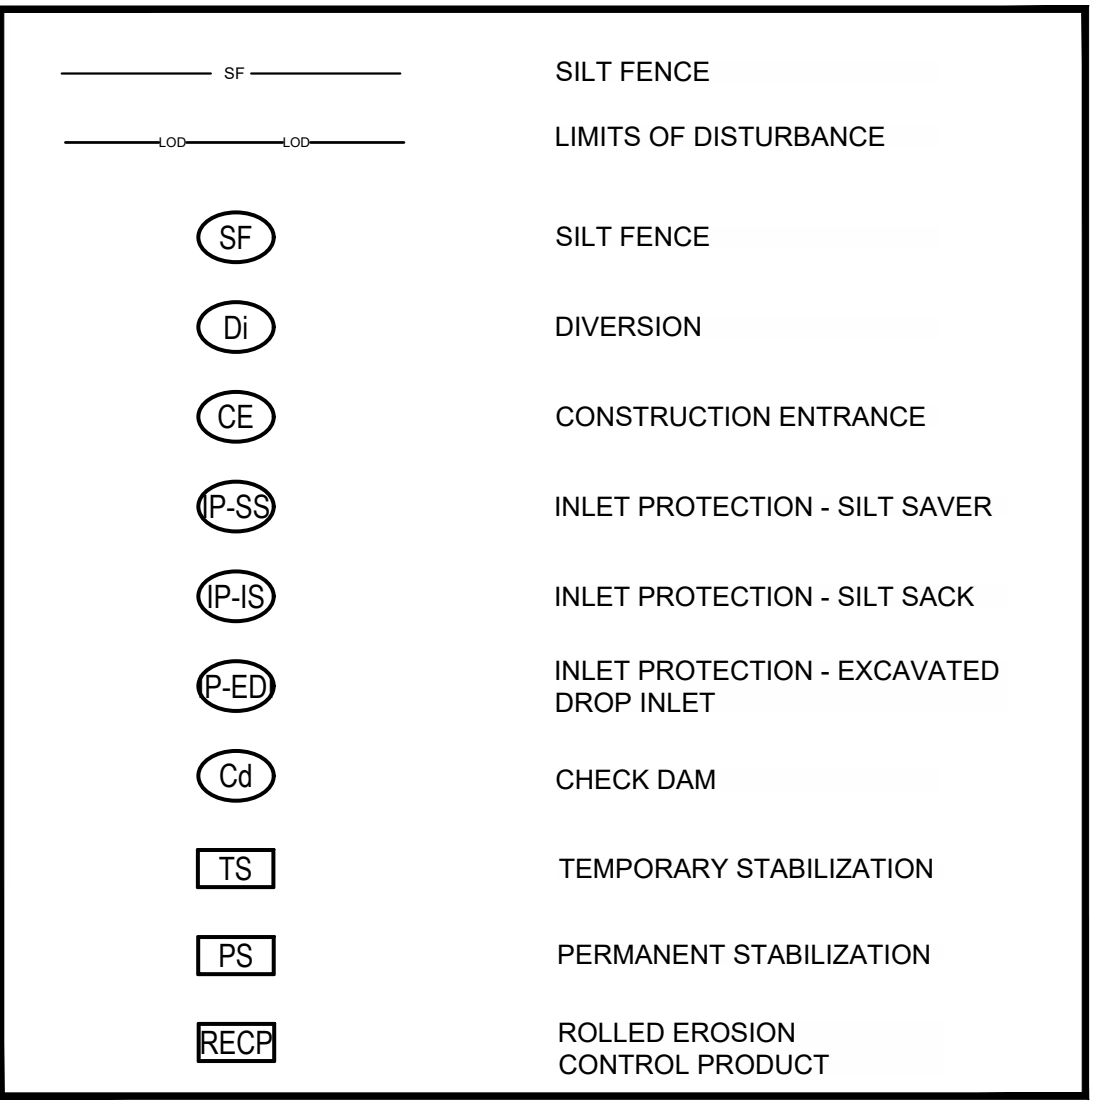 SF SILT FENCE
LOD LOD LIMITS OF DISTURBANCE
SF SILT FENCE
Di DIVERSION
CE CONSTRUCTION ENTRANCE
IP-SS INLET PROTECTION - SILT SAVER
IP-IS INLET PROTECTION - SILT SACK
IP-EDI INLET PROTECTION - EXCAVATED
DROP INLET
Cd CHECK DAM
TS TEMPORARY STABILIZATION
PS PERMANENT STABILIZATION
RECP ROLLED EROSION
CONTROL PRODUCT